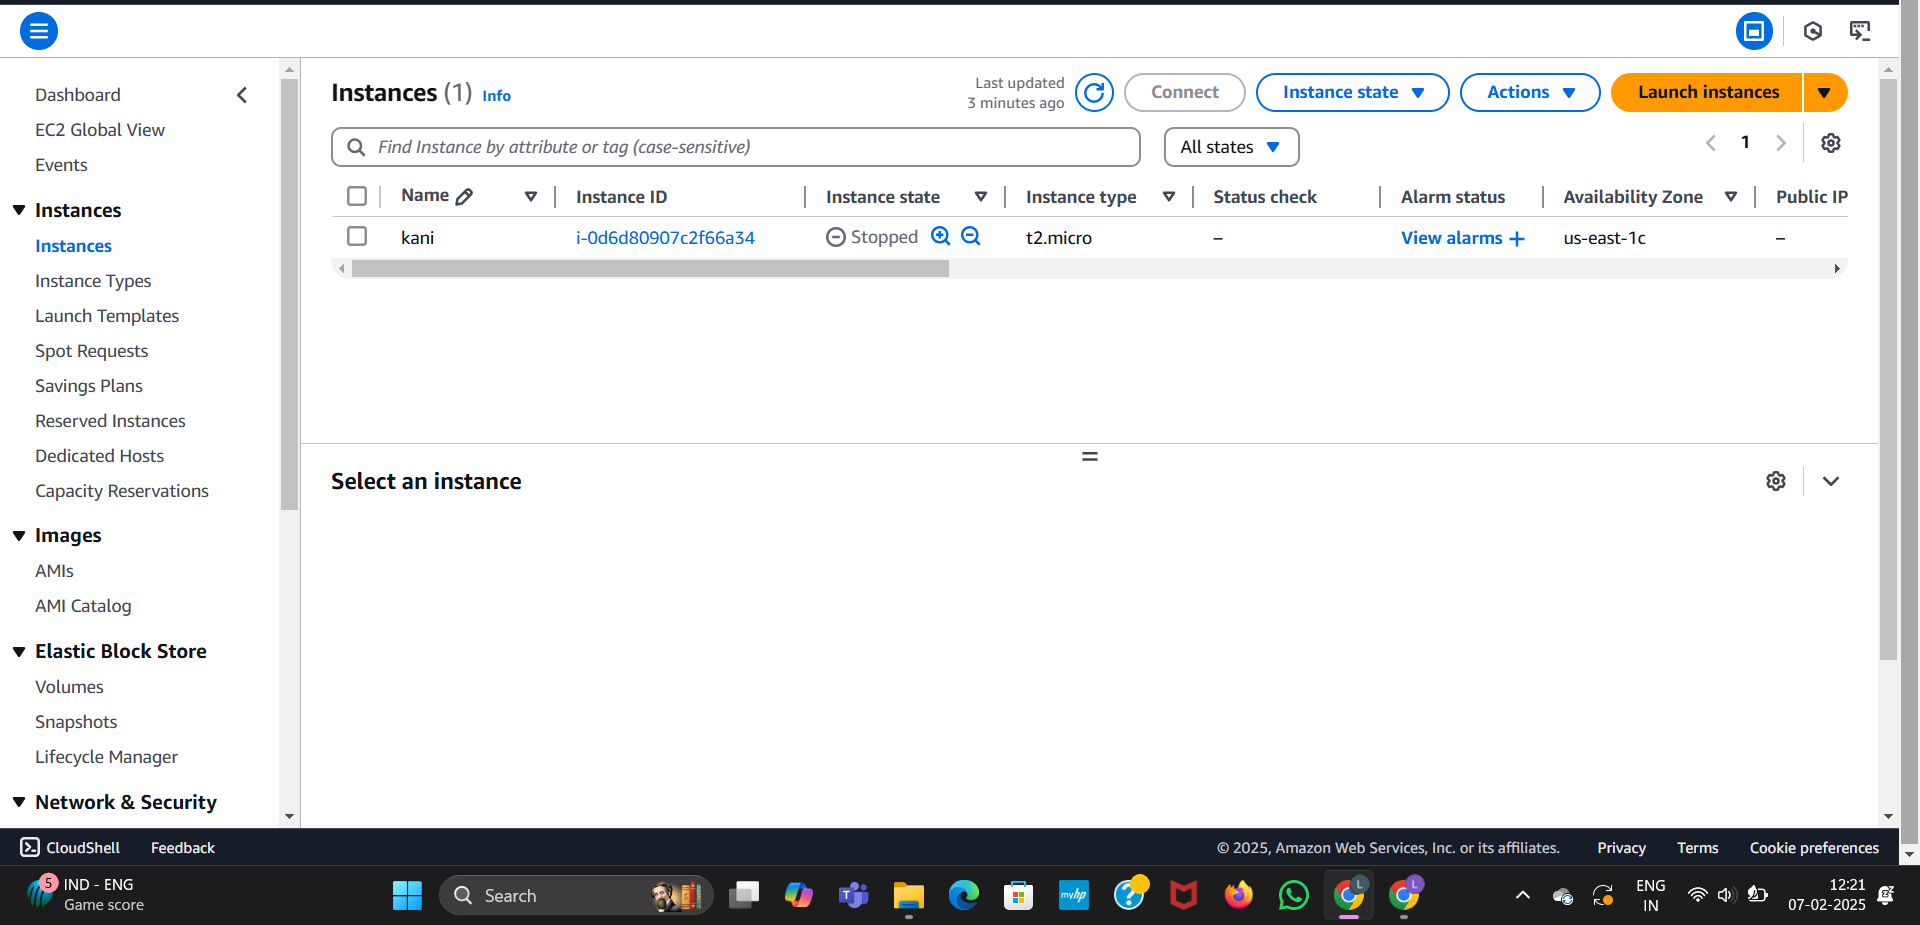 Dashboard
EC2 Global View
Events
Instances
Instances
Instance Types
Launch Templates
Spot Requests
Savings Plans
Reserved Instances
Dedicated Hosts
Capacity Reservations
Images
AMIs
AMI Catalog
Elastic Block Store
Volumes
Snapshots
Lifecycle Manager
Network & Security
Instances (1) Info
Last updated
3 minutes ago
Connect
Instance state
Actions
Launch instances
Find Instance by attribute or tag (case-sensitive)
All states
1
Name Instance ID Instance state Instance type Status check Alarm status Availability Zone Public IP
kani i-0d6d80907c2f66a34 Stopped t2.micro – View alarms + us-east-1c –
Select an instance
CloudShell Feedback © 2025, Amazon Web Services, Inc. or its affiliates. Privacy Terms Cookie preferences
5
IND - ENG
Game score
Search
myhp
L
L
ENG
IN
12:21
07-02-2025